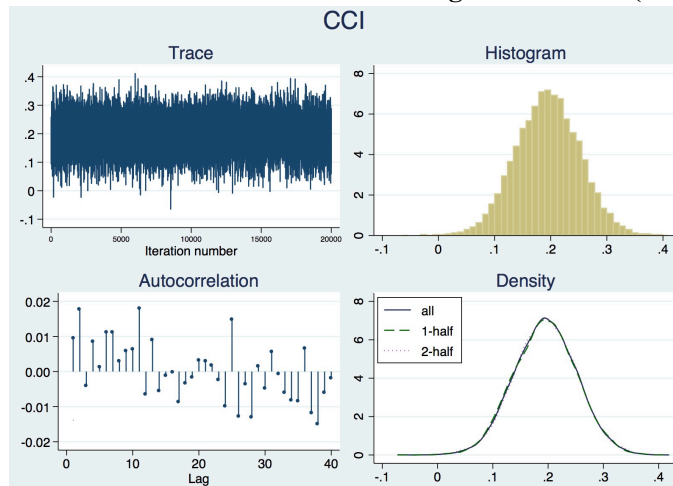 CCI
Trace
.4
.3
.2
.1
0
-.1
0 5000 10000 15000 20000
Iteration number
Histogram
8
6
4
2
0
-.1 0 .1 .2 .3 .4
Autocorrelation
0.02
0.01
0.00
-0.01
-0.02
0 10 20 30 40
Lag
Density
8
6
4
2
0
all
1-half
2-half
-.1 0 .1 .2 .3 .4